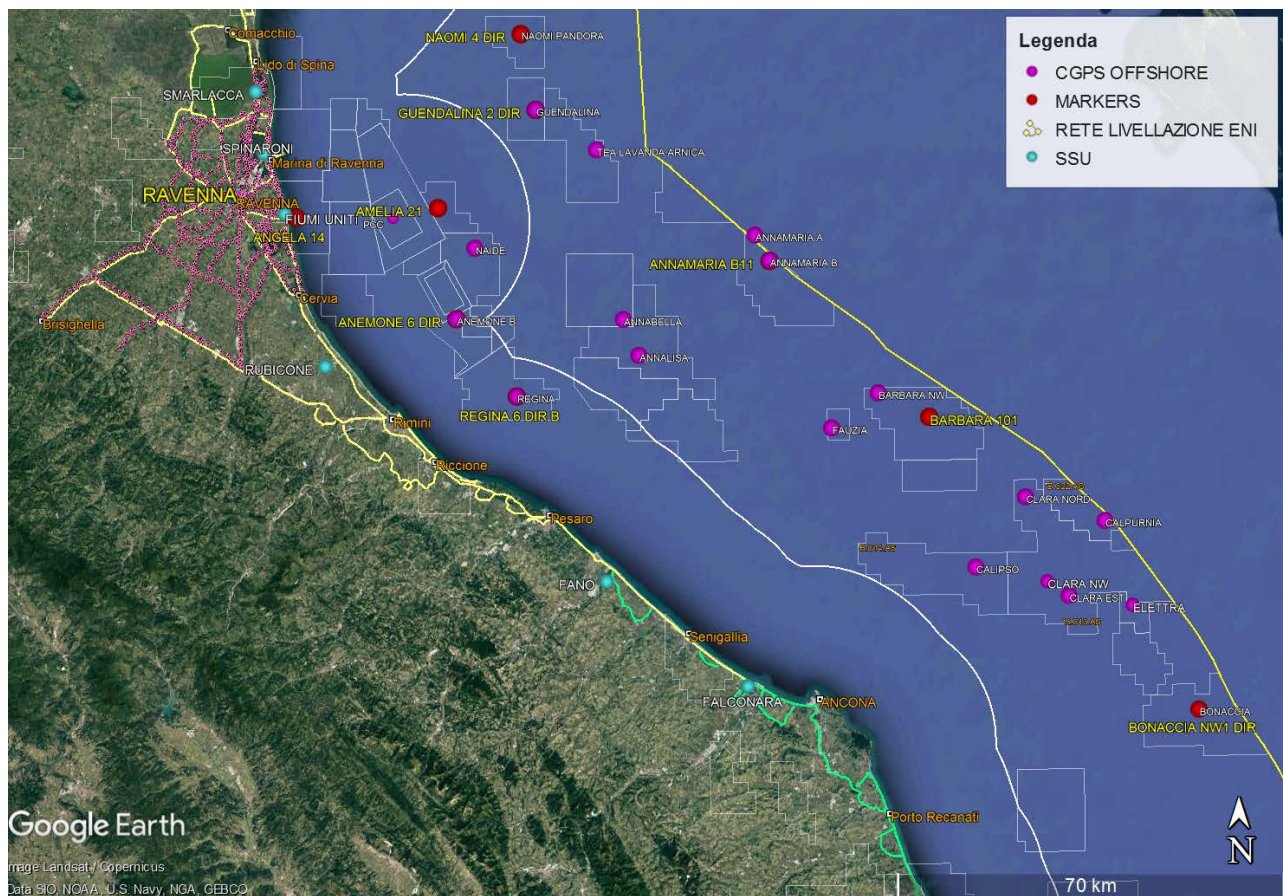 Comacchio
Lido di Spina
SMARLACCA
SPINARONI
Marina di Ravenna
RAVENNA
RAVENNA
FIUMI UNITI
ANGELA 14
Cervia
Brisighella
RUBICONE
Rimini
Riccione
Pesaro
FANO
Senigallia
FALCONARA
ANCONA
Porto Recanati
NAOMI 4 DIR
NAOMI PANDORA
GUENDALINA 2 DIR
GUENDALINA
TEA LAVANDA ARNICA
AMELIA 21
PCC
NAIDE
ANNAMARIA A
ANNAMARIA B11
ANNAMARIA B
ANEMONE 6 DIR
ANEMONE B
ANNABELLA
ANNALISA
REGINA
REGINA 6 DIR B
BARBARA NW
BARBARA 101
FAUZIA
CLARA NORD
CALPURNIA
CALIPSO
CLARA NW
CLARA EST
ELETTRA
BONACCIA
BONACCIA NW1 DIR
Legenda
CGPS OFFSHORE
MARKERS
RETE LIVELLAZIONE ENI
SSU
N
70 km
Google Earth
mage Landsat / Copernicus
Data SIO, NOAA, U.S. Navy, NGA, GEBCO